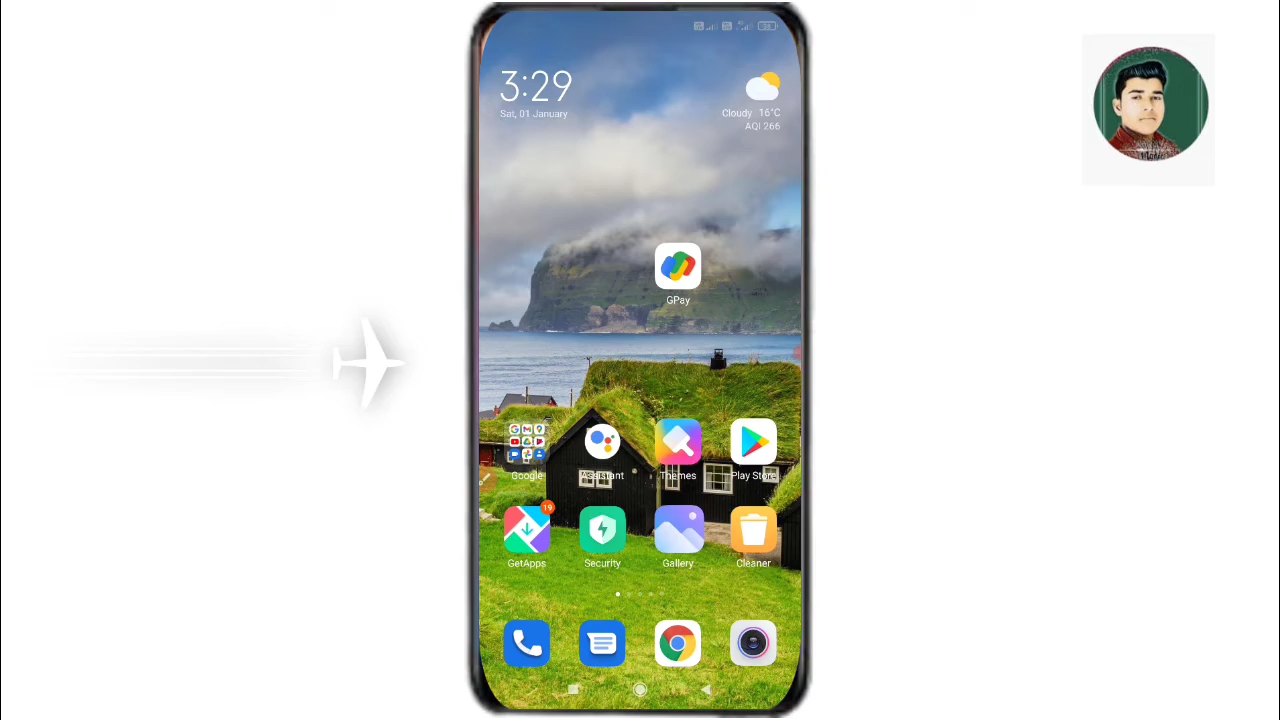 3:29
Sat, 01 January
Cloudy 16°C
AQI 266
GPay
Google
Assistant
Themes
Play Store
19
GetApps
Security
Gallery
Cleaner